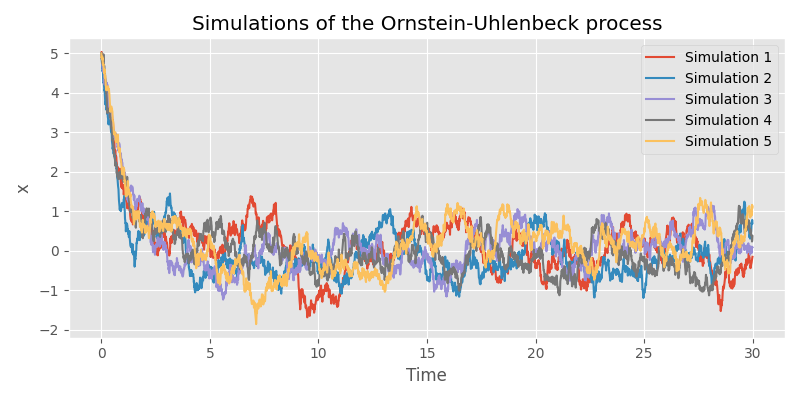 Simulations of the Ornstein-Uhlenbeck process
Simulation 1
Simulation 2
Simulation 3
Simulation 4
Simulation 5
5
4
3
2
1
0
−1
−2
x
0 5 10 15 20 25 30
Time